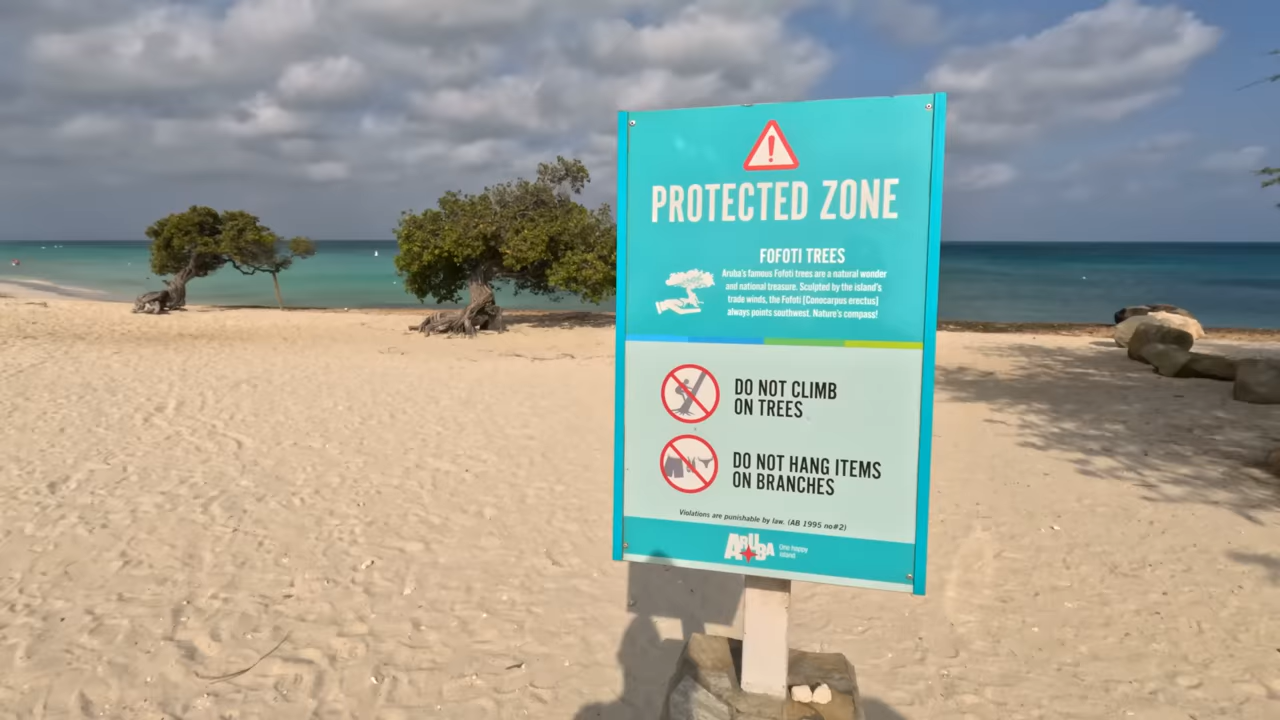 PROTECTED ZONE
FOFOTI TREES
Aruba's famous Fofoti trees are a natural wonder
and national treasure. Sculpted by the island's
trade winds, the Fofoti [Conocarpus erectus]
always points southwest. Nature's compass!
DO NOT CLIMB
ON TREES
DO NOT HANG ITEMS
ON BRANCHES
Violations are punishable by law. (AB 1995 no#2)
ARUBA
One happy
island